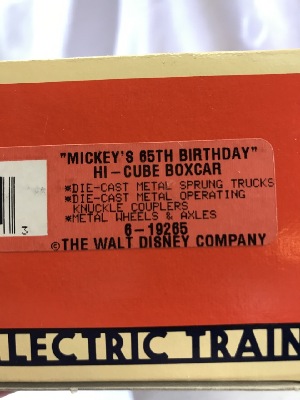 "MICKEY'S 65TH BIRTHDAY"
HI-CUBE BOXCAR
*DIE-CAST METAL SPRUNG TRUCKS
*DIE-CAST METAL OPERATING
KNUCKLE COUPLERS
*METAL WHEELS & AXLES
6-19265
©THE WALT DISNEY COMPANY
3
ELECTRIC TRAIN